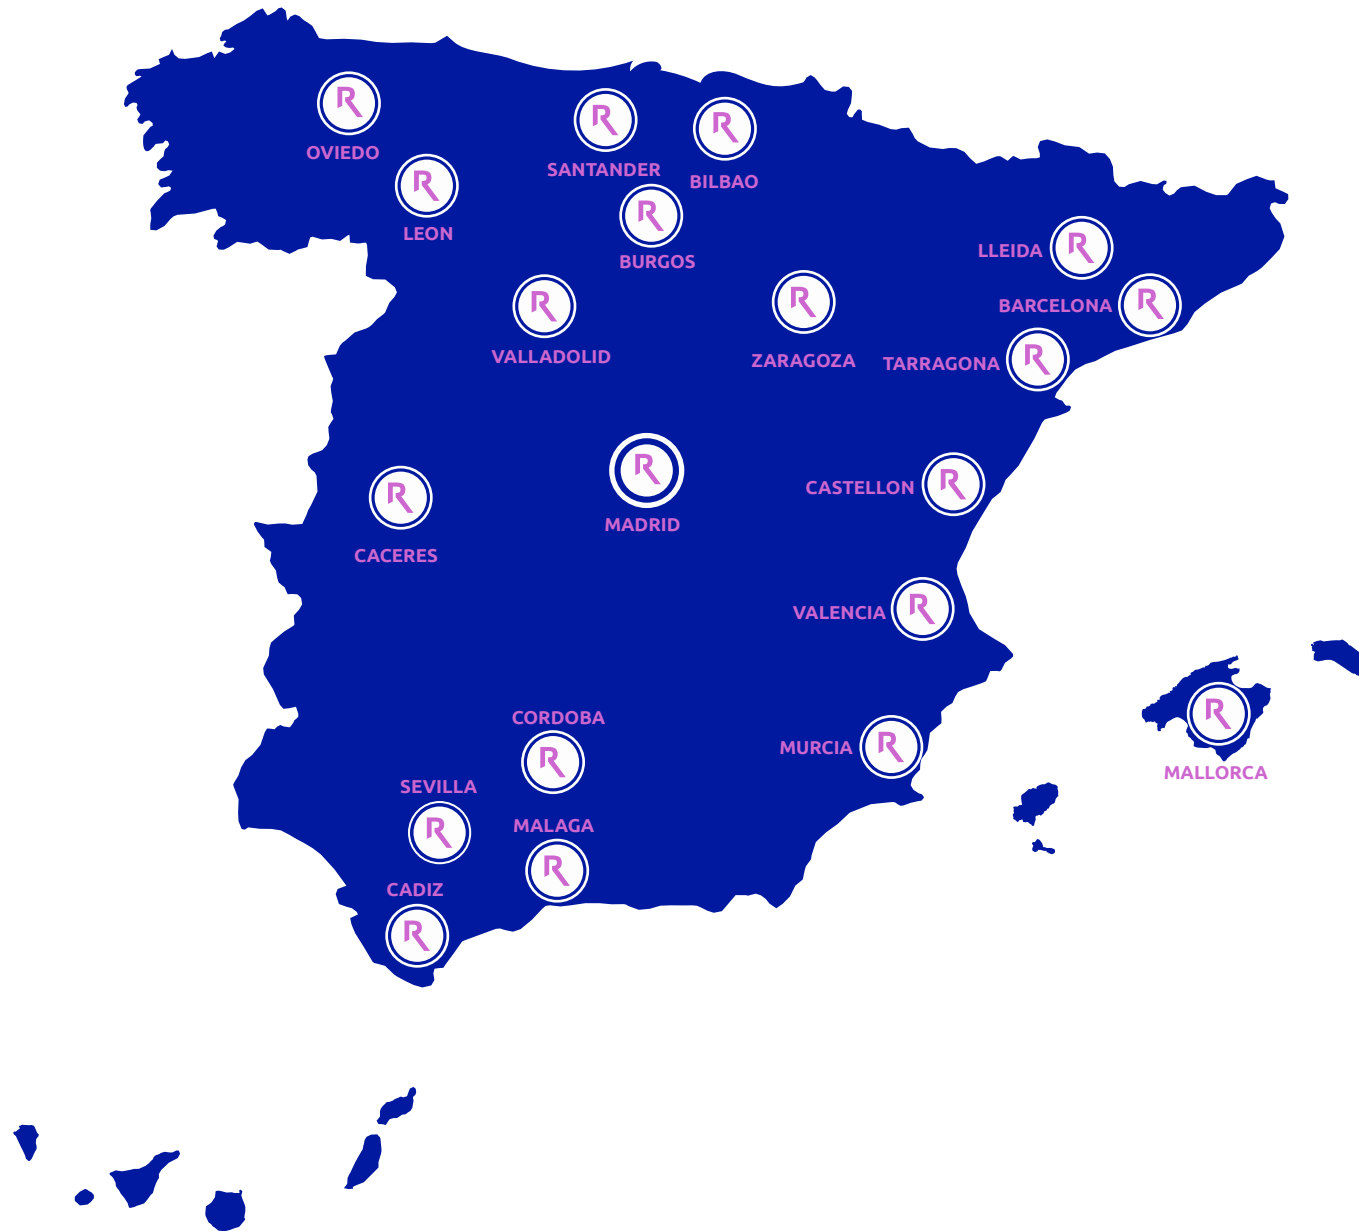 R
OVIEDO
R
SANTANDER
R
BILBAO
R
LEON
R
BURGOS
LLEIDA R
BARCELONA R
R
VALLADOLID
R
ZARAGOZA
TARRAGONA R
R
MADRID
CASTELLON R
R
CACERES
VALENCIA R
R
MALLORCA
CORDOBA
R
MURCIA R
SEVILLA
R
MALAGA
R
CADIZ
R